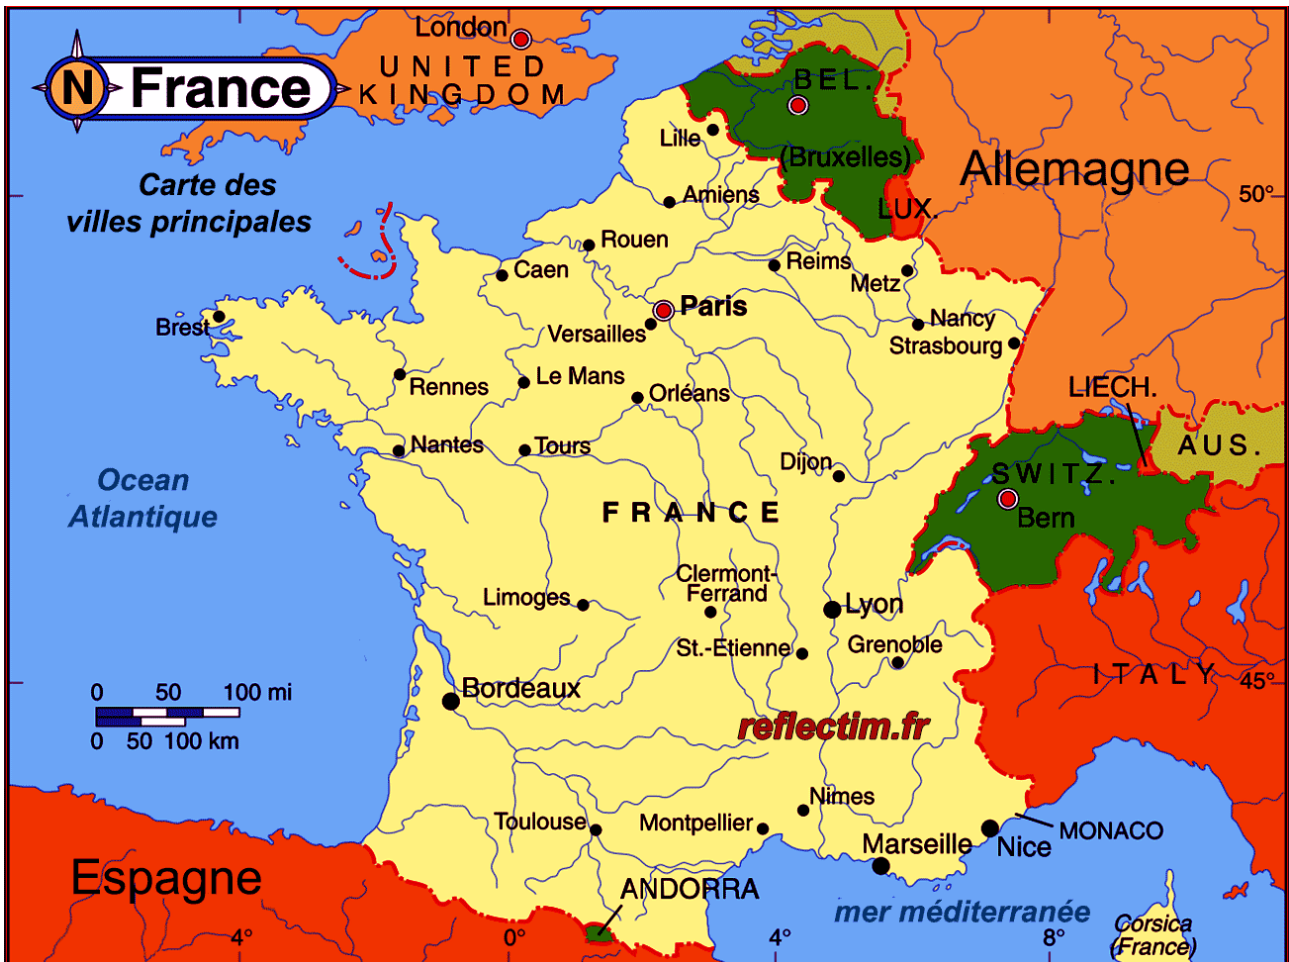 London
UNITED
KINGDOM
N
France
BEL.
Lille
(Bruxelles)
Allemagne
Carte des
villes principales
Amiens
50°
LUX.
Rouen
Reims
Caen
Metz
Paris
Brest
Versailles
Nancy
Strasbourg
Rennes
Le Mans
Orléans
LIECH.
Nantes
Tours
AUS.
Dijon
SWITZ.
Ocean
Atlantique
FRANCE
Bern
Clermont-
Ferrand
Limoges
Lyon
St.-Etienne
Grenoble
ITALY
45°
0 50 100 mi
0 50 100 km
Bordeaux
reflectim.fr
Nimes
Toulouse
Montpellier
MONACO
Marseille
Nice
Espagne
ANDORRA
mer méditerranée
Corsica
(France)
4°
0°
4°
8°